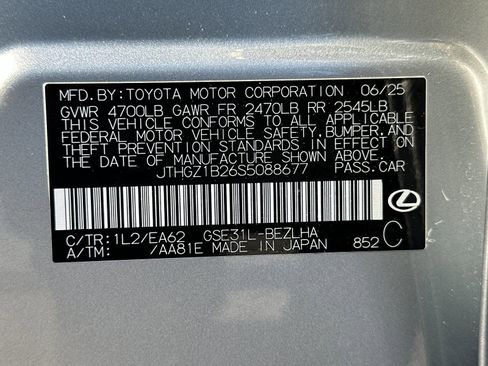 MFD.BY:TOYOTA MOTOR CORPORATION 06/25
GVWR 4700LB GAWR FR 2470LB RR 2545LB
THIS VEHICLE CONFORMS TO ALL APPLICABLE
FEDERAL MOTOR VEHICLE SAFETY, BUMPER, AND
THEFT PREVENTION STANDARDS IN EFFECT ON
THE DATE OF MANUFACTURE SHOWN ABOVE.
JTHGZ1B26S5088677 PASS.CAR
C/TR:1L2/EA62 GSE31L-BEZLHA
A/TM: /AA81E MADE IN JAPAN 852 C